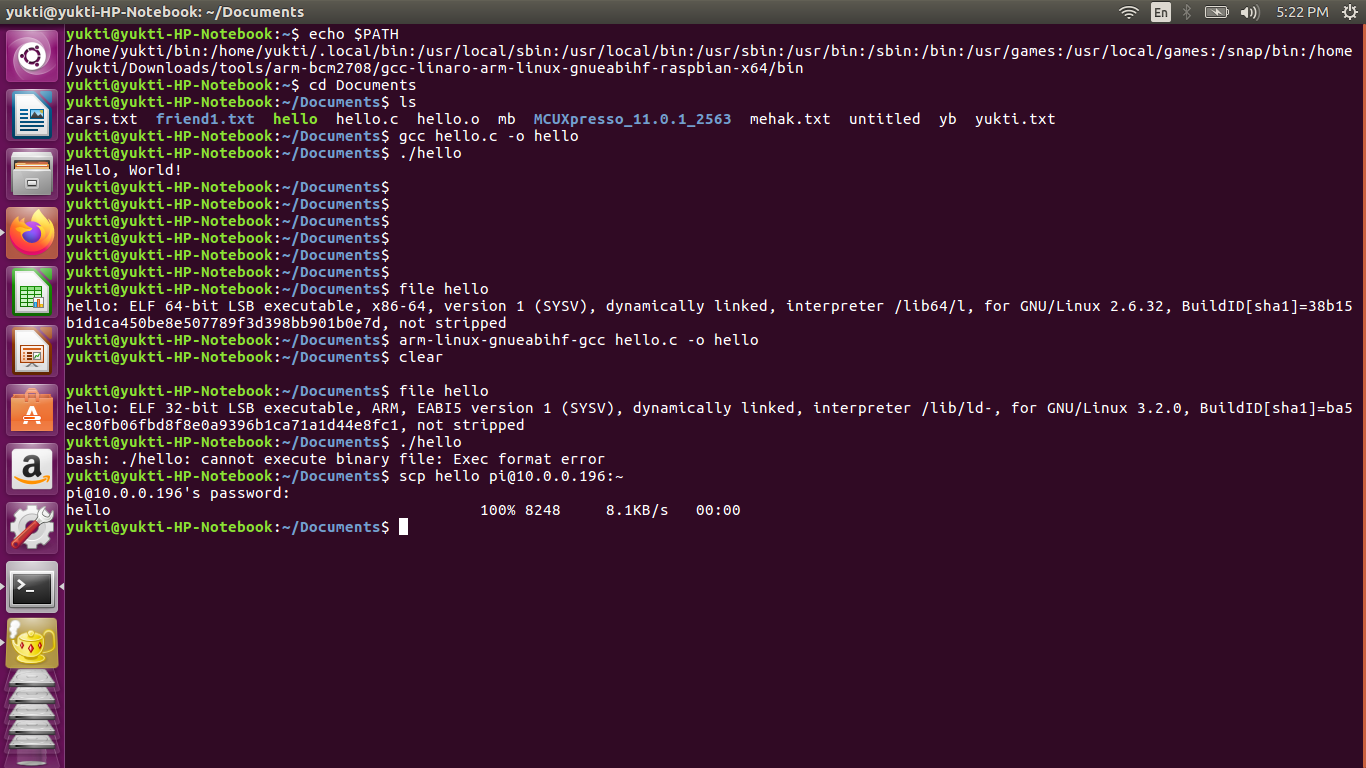 yukti@yukti-HP-Notebook: ~/Documents
En
5:22 PM
yukti@yukti-HP-Notebook:~$ echo $PATH
/home/yukti/bin:/home/yukti/.local/bin:/usr/local/sbin:/usr/local/bin:/usr/sbin:/usr/bin:/sbin:/bin:/usr/games:/usr/local/games:/snap/bin:/home
/yukti/Downloads/tools/arm-bcm2708/gcc-linaro-arm-linux-gnueabihf-raspbian-x64/bin
yukti@yukti-HP-Notebook:~$ cd Documents
yukti@yukti-HP-Notebook:~/Documents$ ls
cars.txt  friend1.txt  hello  hello.c  hello.o  mb  MCUXpresso_11.0.1_2563  mehak.txt  untitled  yb  yukti.txt
yukti@yukti-HP-Notebook:~/Documents$ gcc hello.c -o hello
yukti@yukti-HP-Notebook:~/Documents$ ./hello
Hello, World!
yukti@yukti-HP-Notebook:~/Documents$
yukti@yukti-HP-Notebook:~/Documents$
yukti@yukti-HP-Notebook:~/Documents$
yukti@yukti-HP-Notebook:~/Documents$
yukti@yukti-HP-Notebook:~/Documents$
yukti@yukti-HP-Notebook:~/Documents$
yukti@yukti-HP-Notebook:~/Documents$ file hello
hello: ELF 64-bit LSB executable, x86-64, version 1 (SYSV), dynamically linked, interpreter /lib64/l, for GNU/Linux 2.6.32, BuildID[sha1]=38b15
b1d1ca450be8e507789f3d398bb901b0e7d, not stripped
yukti@yukti-HP-Notebook:~/Documents$ arm-linux-gnueabihf-gcc hello.c -o hello
yukti@yukti-HP-Notebook:~/Documents$ clear
yukti@yukti-HP-Notebook:~/Documents$ file hello
hello: ELF 32-bit LSB executable, ARM, EABI5 version 1 (SYSV), dynamically linked, interpreter /lib/ld-, for GNU/Linux 3.2.0, BuildID[sha1]=ba5
ec80fb06fbd8f8e0a9396b1ca71a1d44e8fc1, not stripped
yukti@yukti-HP-Notebook:~/Documents$ ./hello
bash: ./hello: cannot execute binary file: Exec format error
yukti@yukti-HP-Notebook:~/Documents$ scp hello pi@10.0.0.196:~
pi@10.0.0.196's password:
hello 100% 8248 8.1KB/s 00:00
yukti@yukti-HP-Notebook:~/Documents$